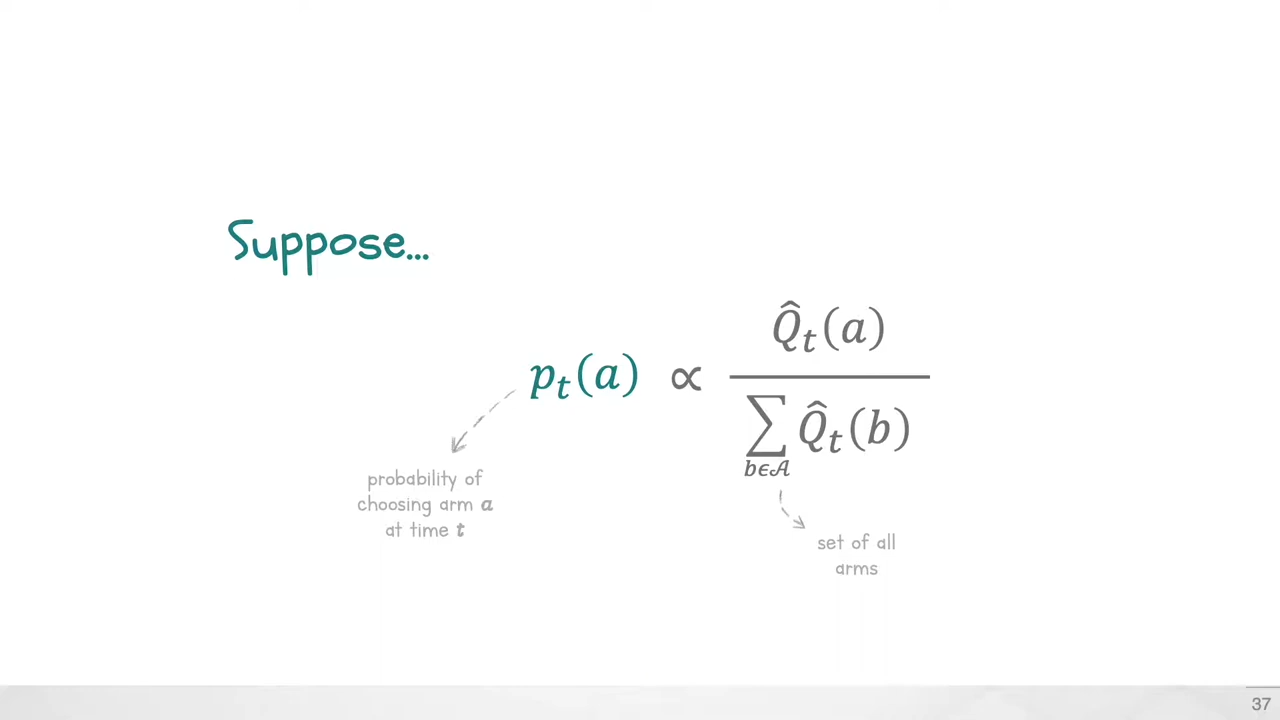 Suppose...
p_t(a) ∝ Q̂_t(a) / ∑_{b∈𝒜} Q̂_t(b)
probability of
choosing arm a
at time t
set of all
arms
37